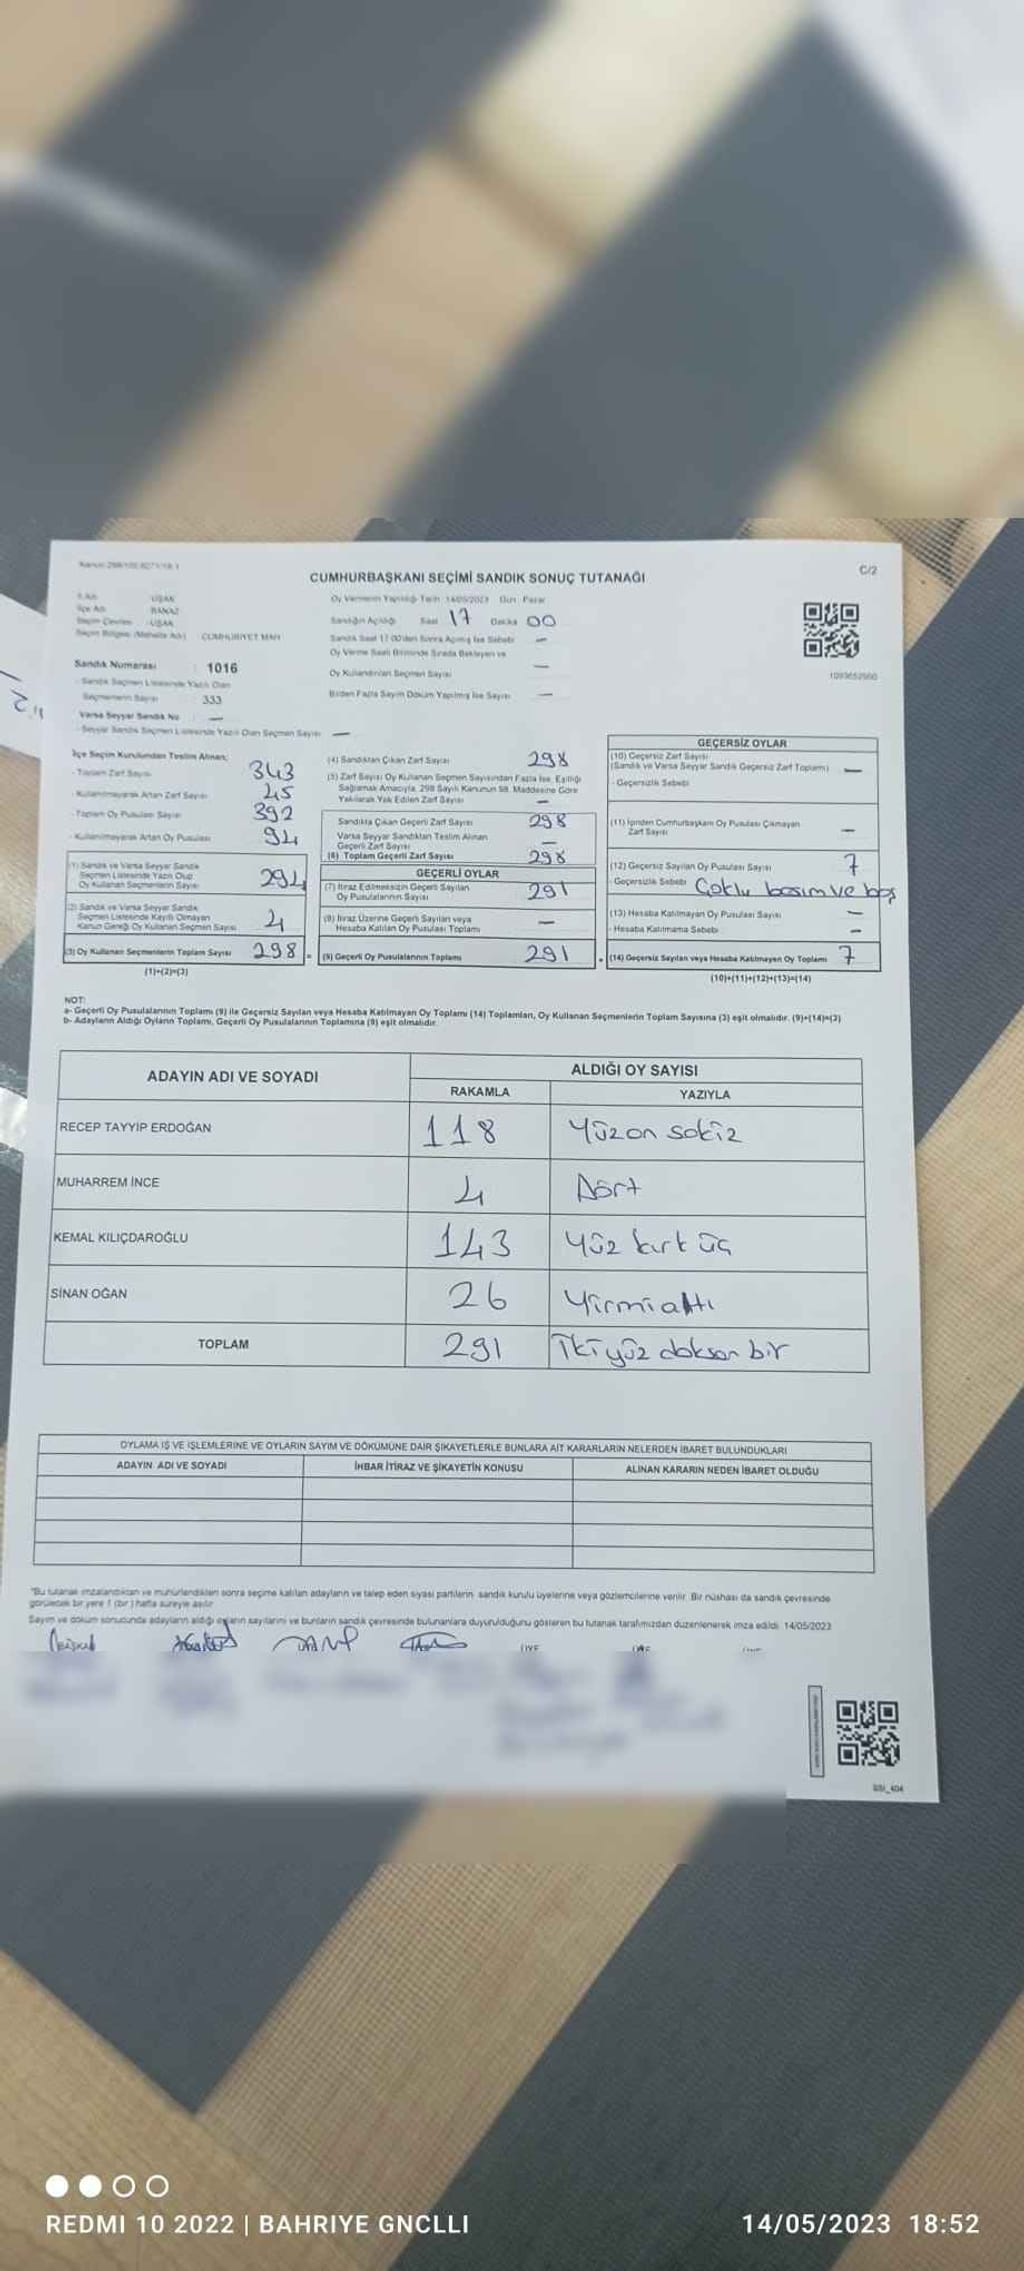 C/2
CUMHURBAŞKANI SEÇİMİ SANDIK SONUÇ TUTANAĞI
İl Adı : UŞAK
İlçe Adı : BANAZ
Seçim Çevresi : UŞAK
Seçim Bölgesi (Mahalle Adı) : CUMHURİYET MAH
Oy Vermenin Yapıldığı Tarih : 14/05/2023 Gün : Pazar
Sandığın Açıldığı Saat 17 Dakika 00
Sandık Saat 17.00'den Sonra Açılmış İse Sebebi —
Oy Verme Saati Bitiminde Sırada Bekleyen ve
Oy Kullandırılan Seçmen Sayısı —
Birden Fazla Sayım Döküm Yapılmış İse Sayısı —
Sandık Numarası : 1016
- Sandık Seçmen Listesinde Yazılı Olan
Seçmenlerin Sayısı : 333
Varsa Seyyar Sandık No : —
- Seyyar Sandık Seçmen Listesinde Yazılı Olan Seçmen Sayısı : —
İlçe Seçim Kurulundan Teslim Alınan;
- Toplam Zarf Sayısı 343
- Kullanılmayarak Artan Zarf Sayısı 45
- Toplam Oy Pusulası Sayısı 392
- Kullanılmayarak Artan Oy Pusulası 94
(1) Sandık ve Varsa Seyyar Sandık
Seçmen Listesinde Yazılı Olup
Oy Kullanan Seçmenlerin Sayısı 294
(2) Sandık ve Varsa Seyyar Sandık
Seçmen Listesinde Kayıtlı Olmayan
Kanun Gereği Oy Kullanan Seçmen Sayısı 4
(3) Oy Kullanan Seçmenlerin Toplam Sayısı 298
(1)+(2)=(3)
(4) Sandıktan Çıkan Zarf Sayısı 298
(5) Zarf Sayısı Oy Kullanan Seçmen Sayısından Fazla İse, Eşitliği
Sağlamak Amacıyla, 298 Sayılı Kanunun 98. Maddesine Göre
Yakılarak Yok Edilen Zarf Sayısı —
Sandıkta Çıkan Geçerli Zarf Sayısı 298
Varsa Seyyar Sandıktan Teslim Alınan
Geçerli Zarf Sayısı —
(6) Toplam Geçerli Zarf Sayısı 298
GEÇERLİ OYLAR
(7) İtiraz Edilmeksizin Geçerli Sayılan
Oy Pusulalarının Sayısı 291
(8) İtiraz Üzerine Geçerli Sayılan veya
Hesaba Katılan Oy Pusulası Toplamı —
(9) Geçerli Oy Pusulalarının Toplamı 291
GEÇERSİZ OYLAR
(10) Geçersiz Zarf Sayısı
(Sandık ve Varsa Seyyar Sandık Geçersiz Zarf Toplamı) —
- Geçersizlik Sebebi
(11) İçinden Cumhurbaşkanı Oy Pusulası Çıkmayan
Zarf Sayısı —
(12) Geçersiz Sayılan Oy Pusulası Sayısı 7
- Geçersizlik Sebebi Çoklu basım ve boş
(13) Hesaba Katılmayan Oy Pusulası Sayısı —
- Hesaba Katılmama Sebebi —
(14) Geçersiz Sayılan veya Hesaba Katılmayan Oy Toplamı 7
(10)+(11)+(12)+(13)=(14)
NOT:
a- Geçerli Oy Pusulalarının Toplamı (9) ile Geçersiz Sayılan veya Hesaba Katılmayan Oy Toplamı (14) Toplamları, Oy Kullanan Seçmenlerin Toplam Sayısına (3) eşit olmalıdır. (9)+(14)=(3)
b- Adayların Aldığı Oyların Toplamı, Geçerli Oy Pusulalarının Toplamına (9) eşit olmalıdır.
ADAYIN ADI VE SOYADI ALDIĞI OY SAYISI
RAKAMLA YAZIYLA
RECEP TAYYİP ERDOĞAN 118 Yüzon sekiz
MUHARREM İNCE 4 Dört
KEMAL KILIÇDAROĞLU 143 Yüz kırk üç
SİNAN OĞAN 26 Yirmi altı
TOPLAM 291 İki yüz doksan bir
OYLAMA İŞ VE İŞLEMLERİNE VE OYLARIN SAYIM VE DÖKÜMÜNE DAİR ŞİKAYETLERLE BUNLARA AİT KARARLARIN NELERDEN İBARET BULUNDUKLARI
ADAYIN ADI VE SOYADI İHBAR İTİRAZ VE ŞİKAYETİN KONUSU ALINAN KARARIN NEDEN İBARET OLDUĞU
*Bu tutanak imzalandıktan ve mühürlendikten sonra seçime katılan adayların ve talep eden siyasi partilerin sandık kurulu üyelerine veya gözlemcilerine verilir. Bir nüshası da sandık çevresinde
görülecek bir yere 1 (bir) hafta süreyle asılır.
Sayım ve döküm sonucunda adayların aldığı oyların sayılarını ve bunların sandık çevresinde bulunanlara duyurulduğunu gösteren bu tutanak tarafımızdan düzenlenerek imza edildi. 14/05/2023
REDMI 10 2022 | BAHRIYE GNCLLI
14/05/2023 18:52